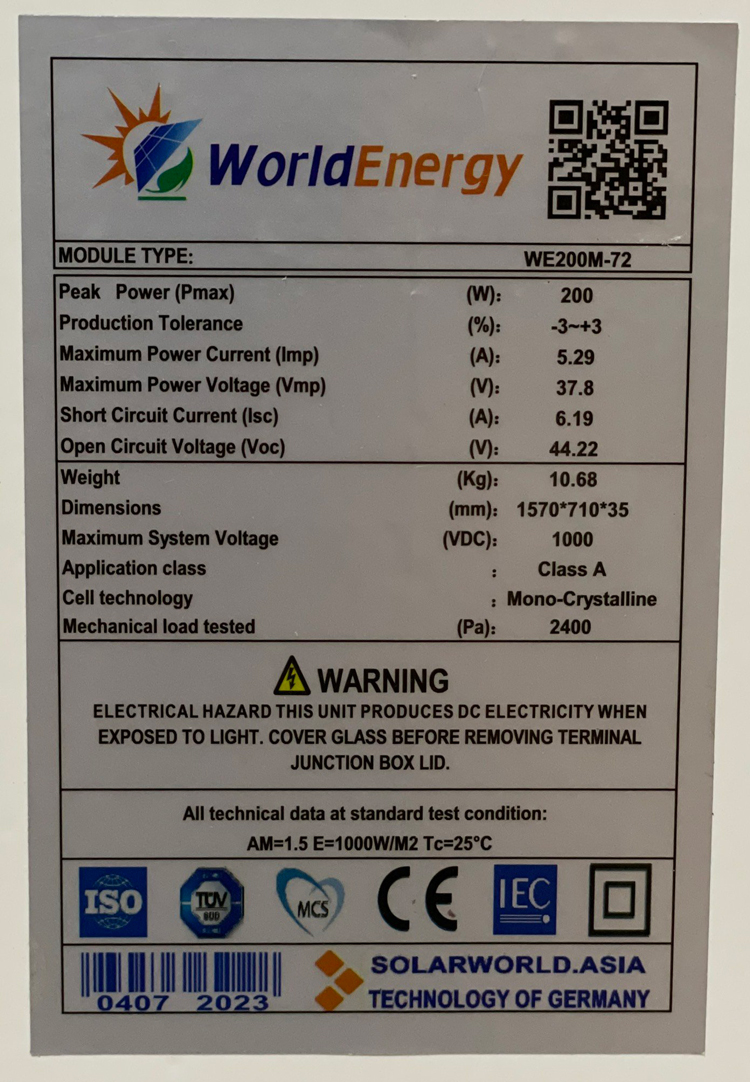 WorldEnergy
MODULE TYPE: WE200M-72
Peak Power (Pmax) (W): 200
Production Tolerance (%): -3~+3
Maximum Power Current (Imp) (A): 5.29
Maximum Power Voltage (Vmp) (V): 37.8
Short Circuit Current (Isc) (A): 6.19
Open Circuit Voltage (Voc) (V): 44.22
Weight (Kg): 10.68
Dimensions (mm): 1570*710*35
Maximum System Voltage (VDC): 1000
Application class : Class A
Cell technology : Mono-Crystalline
Mechanical load tested (Pa): 2400
WARNING
ELECTRICAL HAZARD THIS UNIT PRODUCES DC ELECTRICITY WHEN
EXPOSED TO LIGHT. COVER GLASS BEFORE REMOVING TERMINAL
JUNCTION BOX LID.
All technical data at standard test condition:
AM=1.5 E=1000W/M2 Tc=25°C
ISO TÜV SÜD MCS CE IEC
SOLARWORLD.ASIA
0407 2023 TECHNOLOGY OF GERMANY